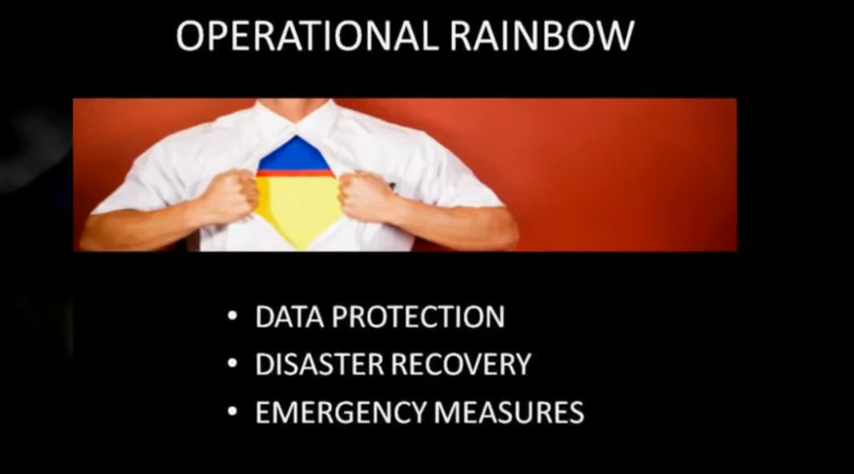 OPERATIONAL RAINBOW
• DATA PROTECTION
• DISASTER RECOVERY
• EMERGENCY MEASURES